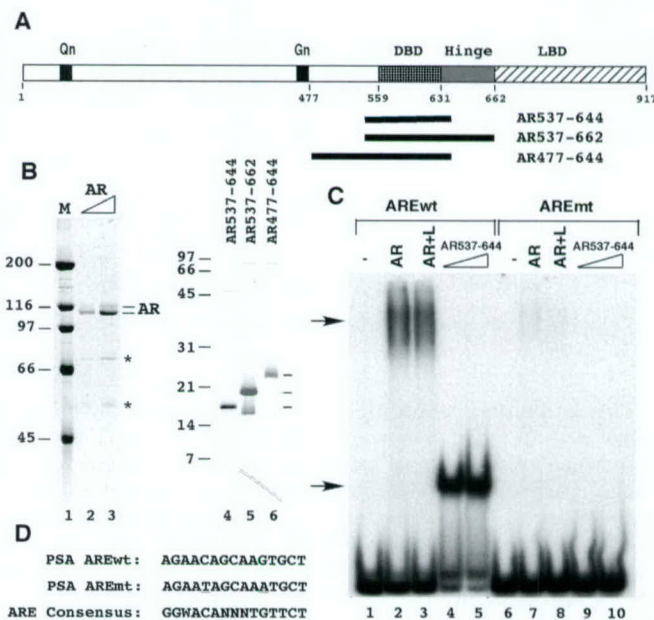 A
Qn Gn DBD Hinge LBD
1 477 559 631 662 917
AR537-644
AR537-662
AR477-644
B
M AR
200
116
97
66
45
AR
*
*
1 2 3
AR537-644
AR537-662
AR477-644
97
66
45
31
21
14
7
4 5 6
C
AREwt AREmt
- AR AR+L AR537-644 - AR AR+L AR537-644
1 2 3 4 5 6 7 8 9 10
D
PSA AREwt: AGAACAGCAAGTGCT
PSA AREmt: AGAATAGCAAATGCT
ARE Consensus: GGWACANNNTGTTCT